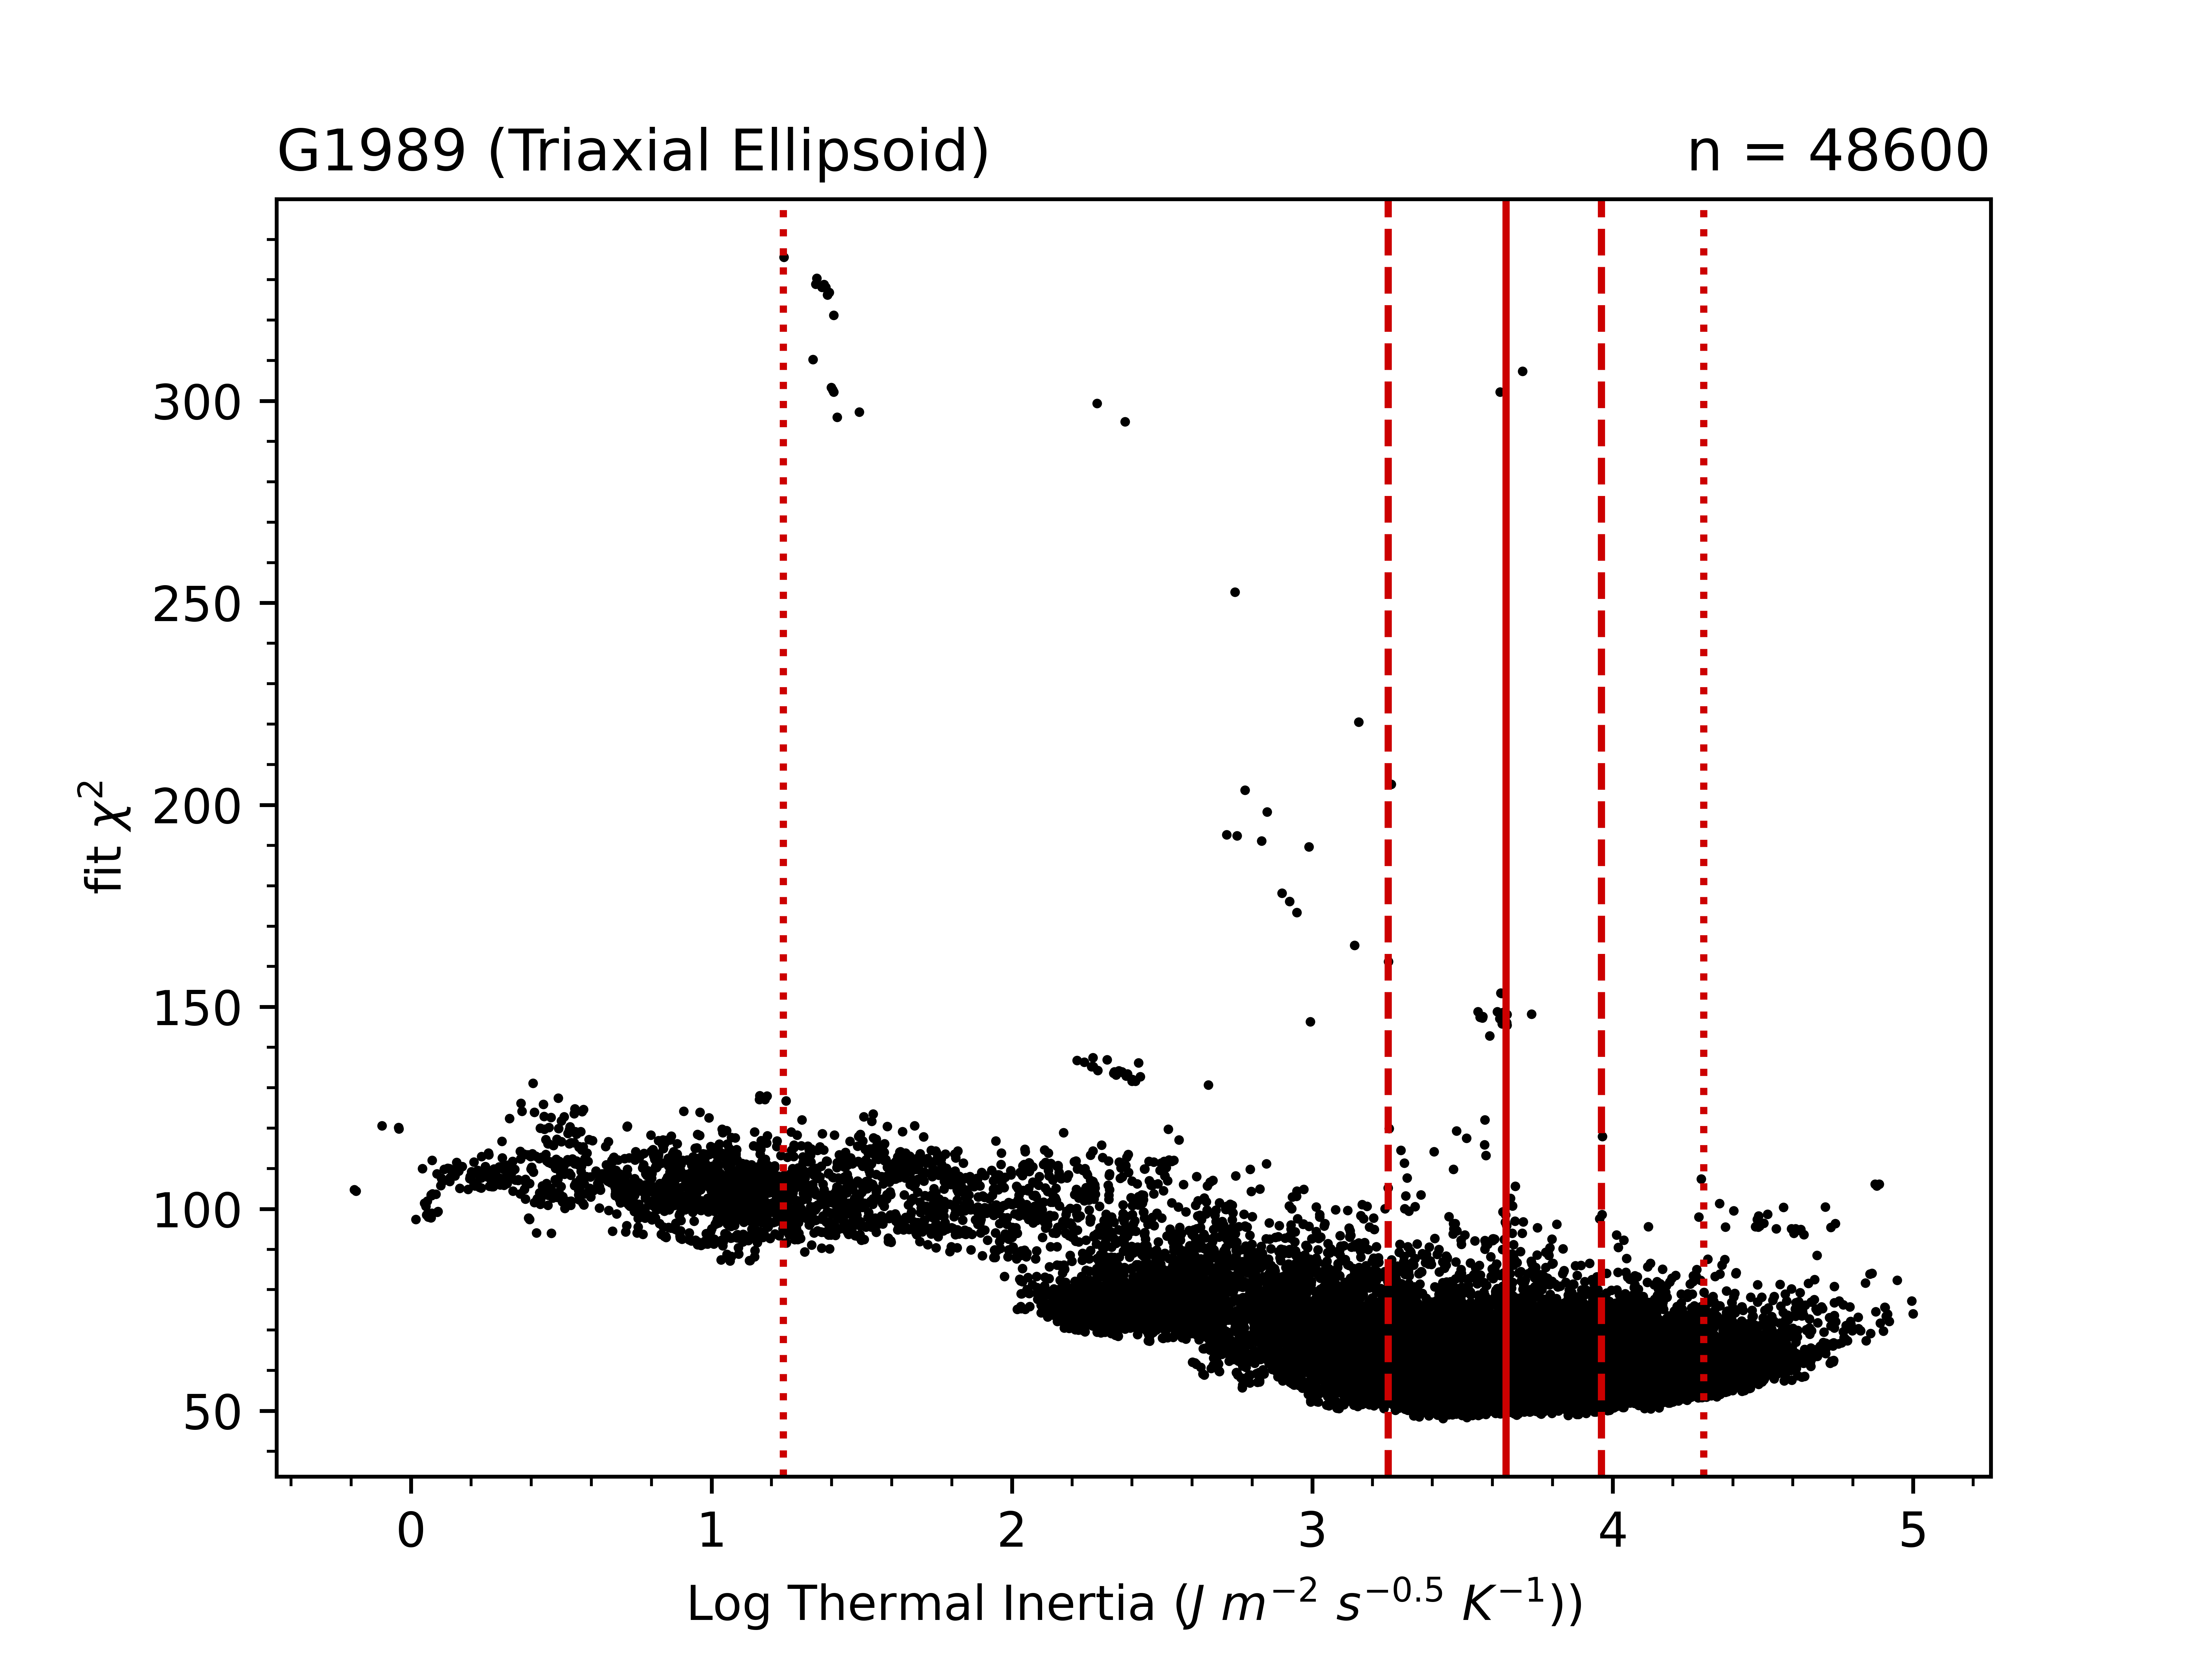 G1989 (Triaxial Ellipsoid)
n = 48600
300
250
200
150
100
50
fit χ²
0 1 2 3 4 5
Log Thermal Inertia (J m⁻² s⁻⁰·⁵ K⁻¹))